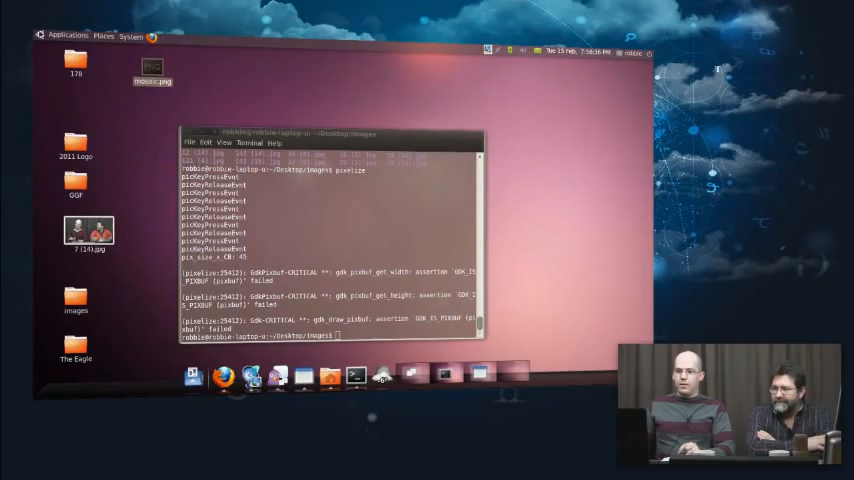 Applications Places System
Tue 15 Feb, 7:58:36 PM robbie
178
mosaic.png
2011 Logo
GGF
7 (14).jpg
images
The Eagle
robbie@robbie-laptop-u: ~/Desktop/images
File Edit View Terminal Help
robbie@robbie-laptop-u:~/Desktop/images$ pixelize
picKeyPressEvnt
picKeyReleaseEvnt
picKeyPressEvnt
picKeyReleaseEvnt
picKeyPressEvnt
picKeyReleaseEvnt
picKeyPressEvnt
picKeyReleaseEvnt
picKeyPressEvnt
picKeyReleaseEvnt
pix_size_x_CB: 45
(pixelize:25412): GdkPixbuf-CRITICAL **: gdk_pixbuf_get_width: assertion `GDK_IS
_PIXBUF (pixbuf)' failed
(pixelize:25412): GdkPixbuf-CRITICAL **: gdk_pixbuf_get_height: assertion `GDK_I
S_PIXBUF (pixbuf)' failed
(pixelize:25412): Gdk-CRITICAL **: gdk_draw_pixbuf: assertion `GDK_IS_PIXBUF (pi
xbuf)' failed
robbie@robbie-laptop-u:~/Desktop/images$